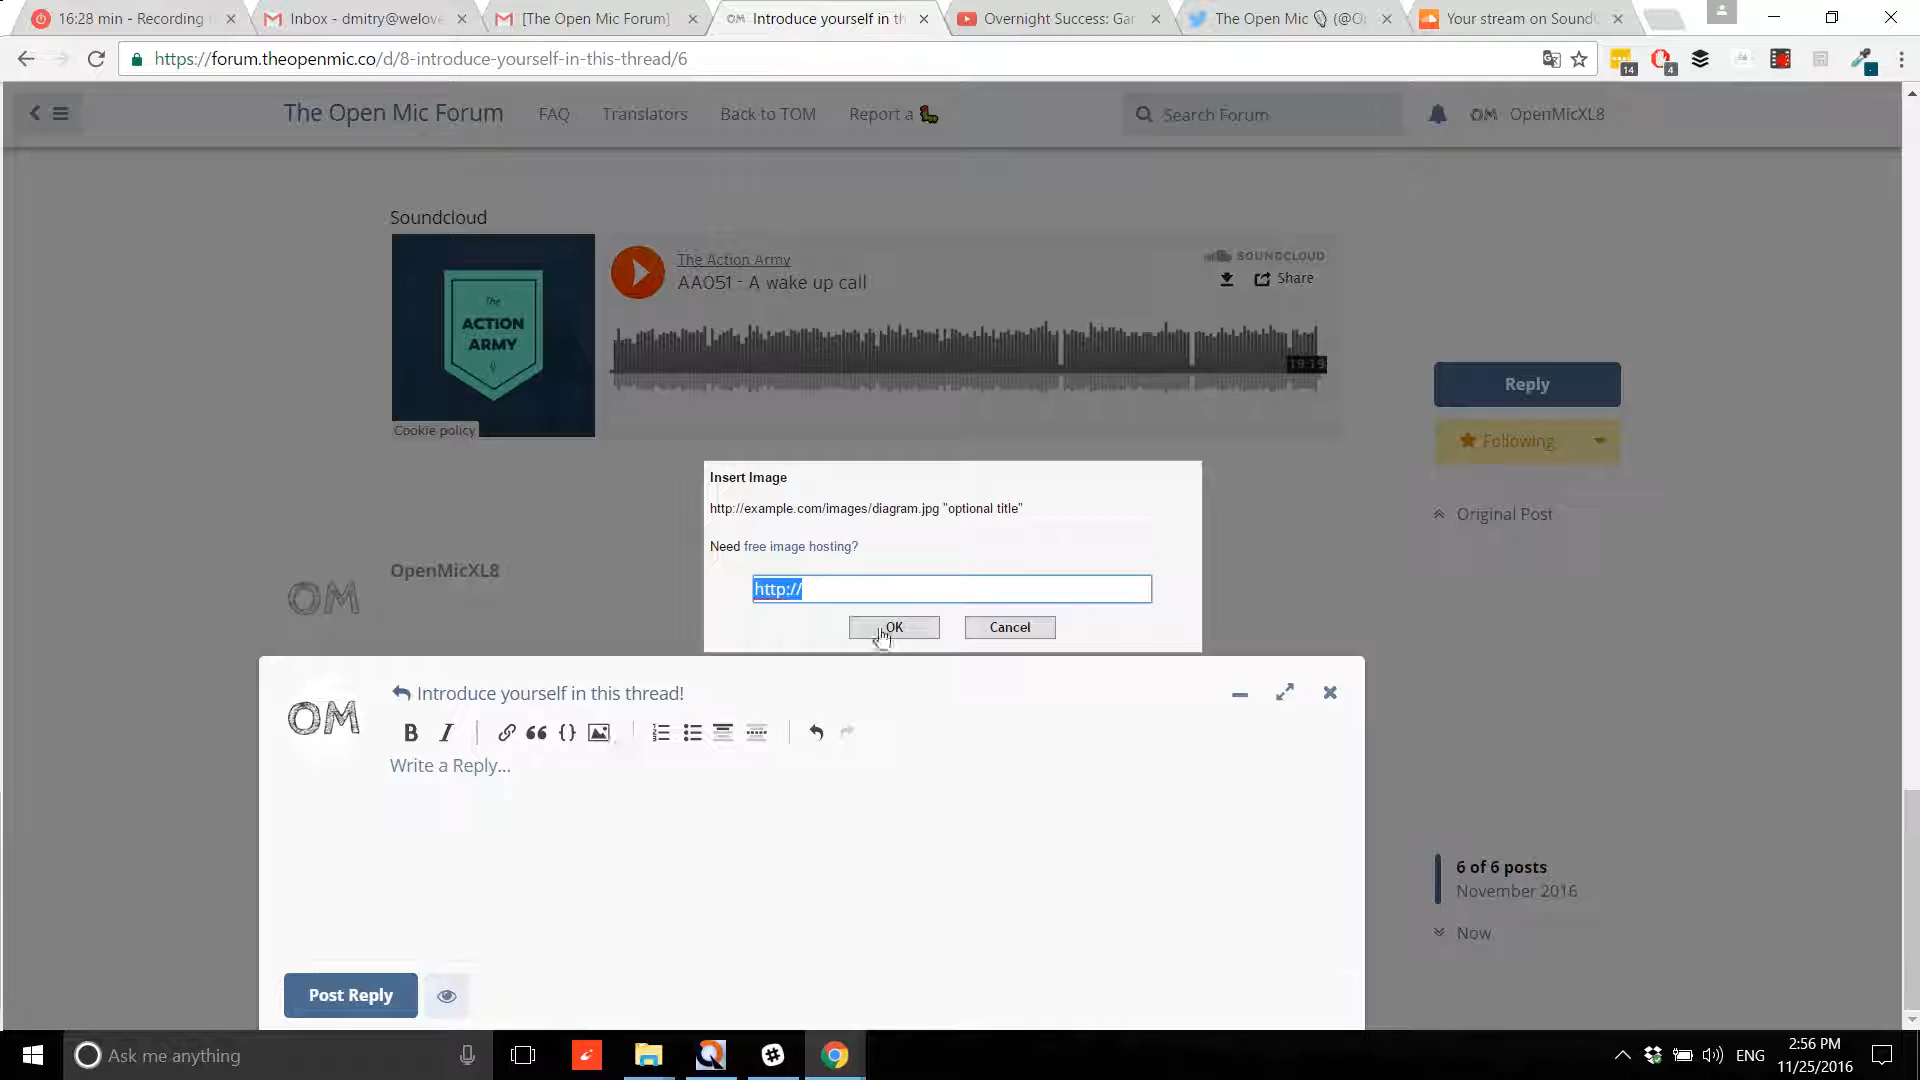 16:28 min - Recording
Inbox - dmitry@welove
[The Open Mic Forum]
Introduce yourself in th
Overnight Success: Gar
The Open Mic (@O
Your stream on Sound
https://forum.theopenmic.co/d/8-introduce-yourself-in-this-thread/6
14
4
The Open Mic Forum
FAQ
Translators
Back to TOM
Report a
Search Forum
OM
OpenMicXL8
Soundcloud
The
ACTION
ARMY
The Action Army
AA051 - A wake up call
SOUNDCLOUD
Share
19:19
Cookie policy
Reply
Following
Insert Image
http://example.com/images/diagram.jpg "optional title"
Original Post
Need free image hosting?
http://
OK
Cancel
OM
OpenMicXL8
OM
Introduce yourself in this thread!
B I
Write a Reply...
6 of 6 posts
November 2016
Now
Post Reply
Ask me anything
ENG
2:56 PM
11/25/2016